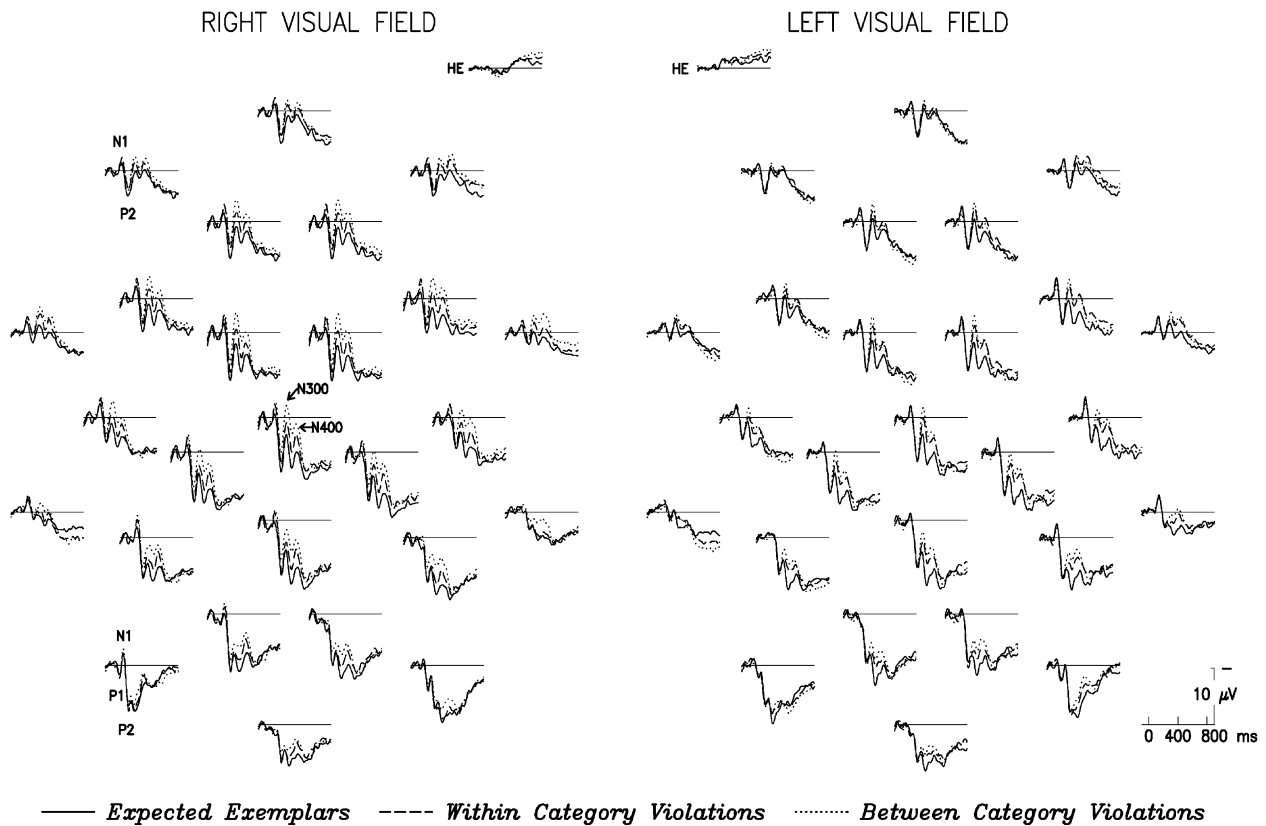 RIGHT VISUAL FIELD
LEFT VISUAL FIELD
HE
HE
N1
P2
N300
N400
N1
P1
P2
10 μV
0 400 800 ms
Expected Exemplars Within Category Violations Between Category Violations